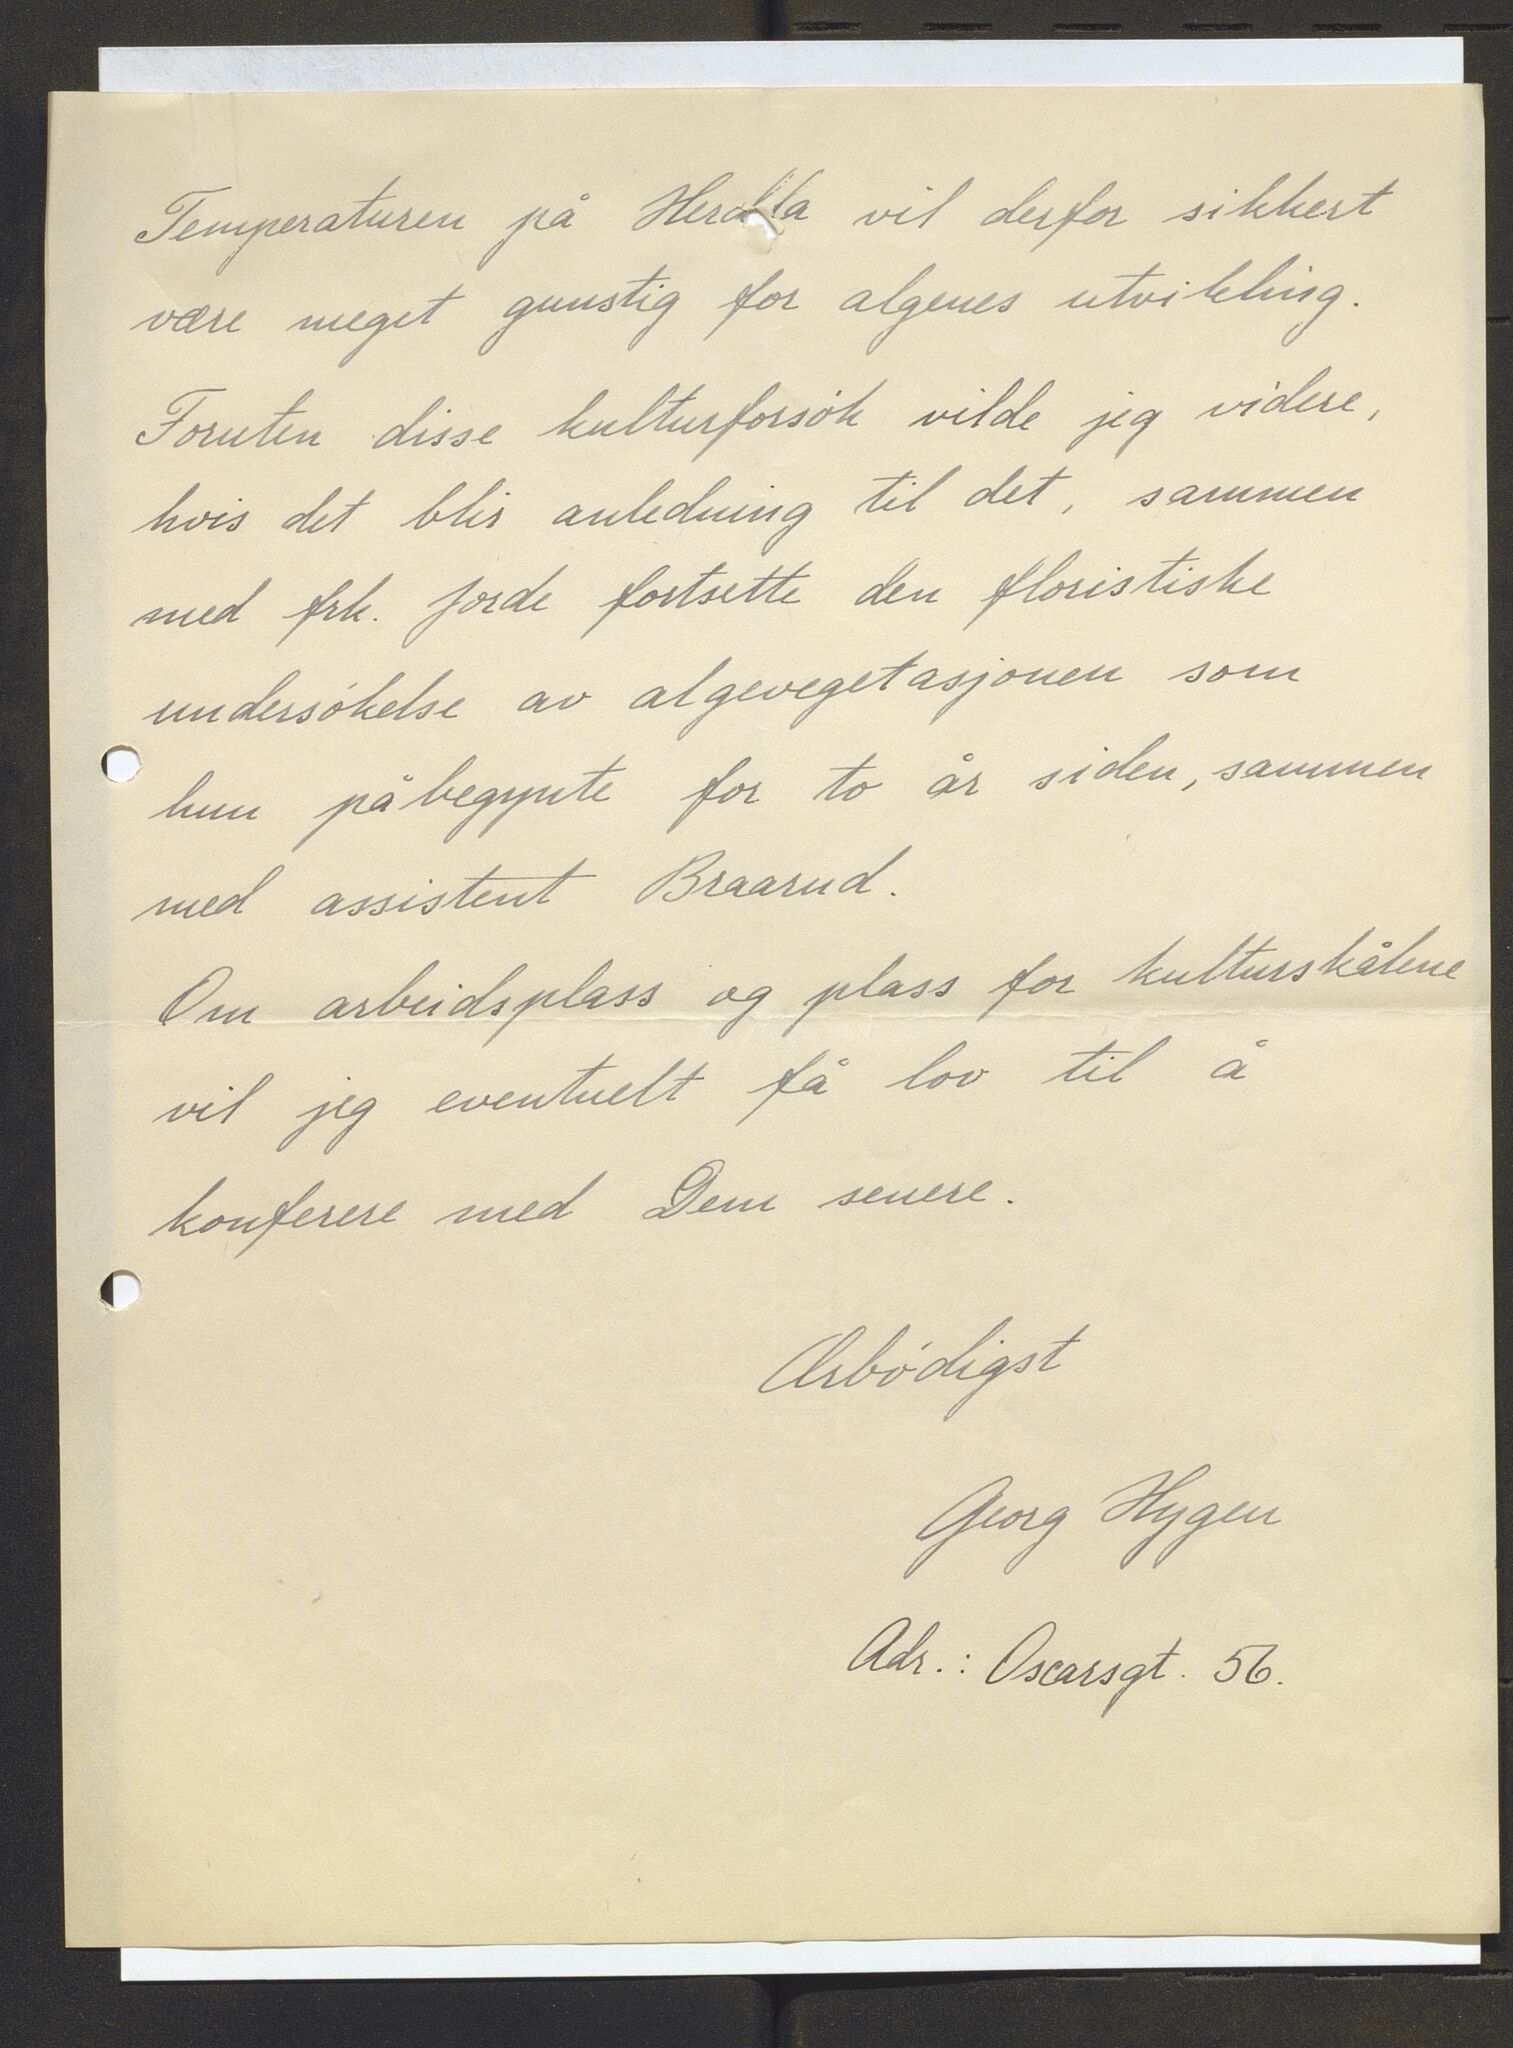 Temperaturen på Herdla vil derfor sikkert
være meget gunstig for algenes utvikling.
Foruten disse kulturforsök vilde jeg videre,
hvis det blir anledning til det, sammen
med frk. Jorde fortsette den floristiske
undersökelse av algevegetasjonen som
hun påbegynte for to år siden, sammen
med assistent Braarud.
Om arbeidsplass og plass for kulturskålene
vil jeg eventuelt få lov til å
konferere med Dem senere.
Ærbödigst
Georg Hygen
Adr.: Oscarsgt. 56.